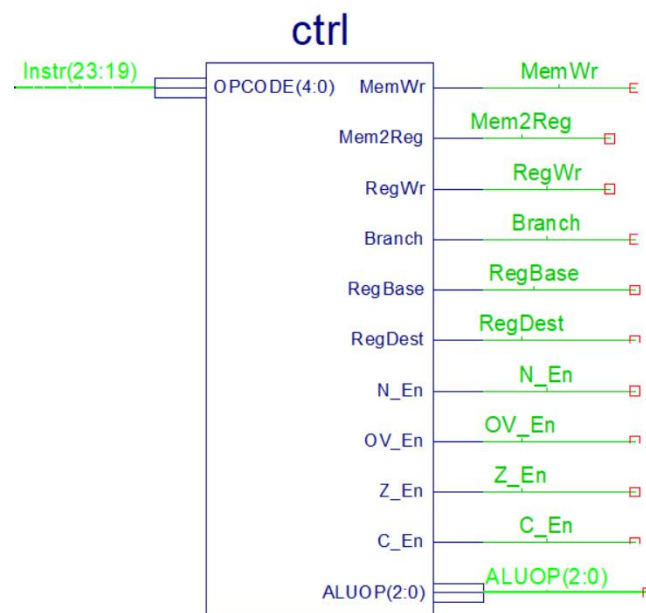 ctrl
Instr(23:19)
OPCODE(4:0) MemWr MemWr
Mem2Reg Mem2Reg
RegWr RegWr
Branch Branch
RegBase RegBase
RegDest RegDest
N_En N_En
OV_En OV_En
Z_En Z_En
C_En C_En
ALUOP(2:0) ALUOP(2:0)